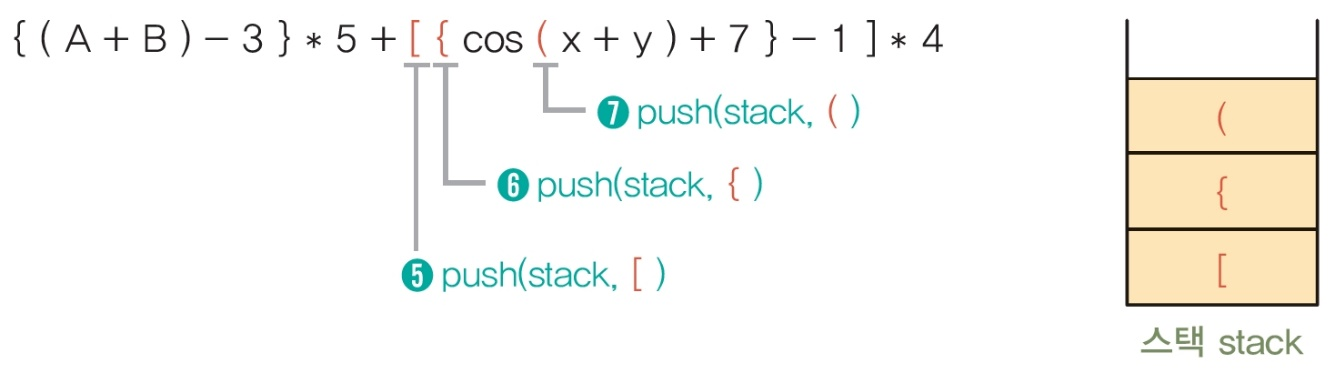 { ( A + B ) – 3 } * 5 + [ { cos ( x + y ) + 7 } – 1 ] * 4
❼ push(stack, ( )
❻ push(stack, { )
❺ push(stack, [ )
(
{
[
스택 stack